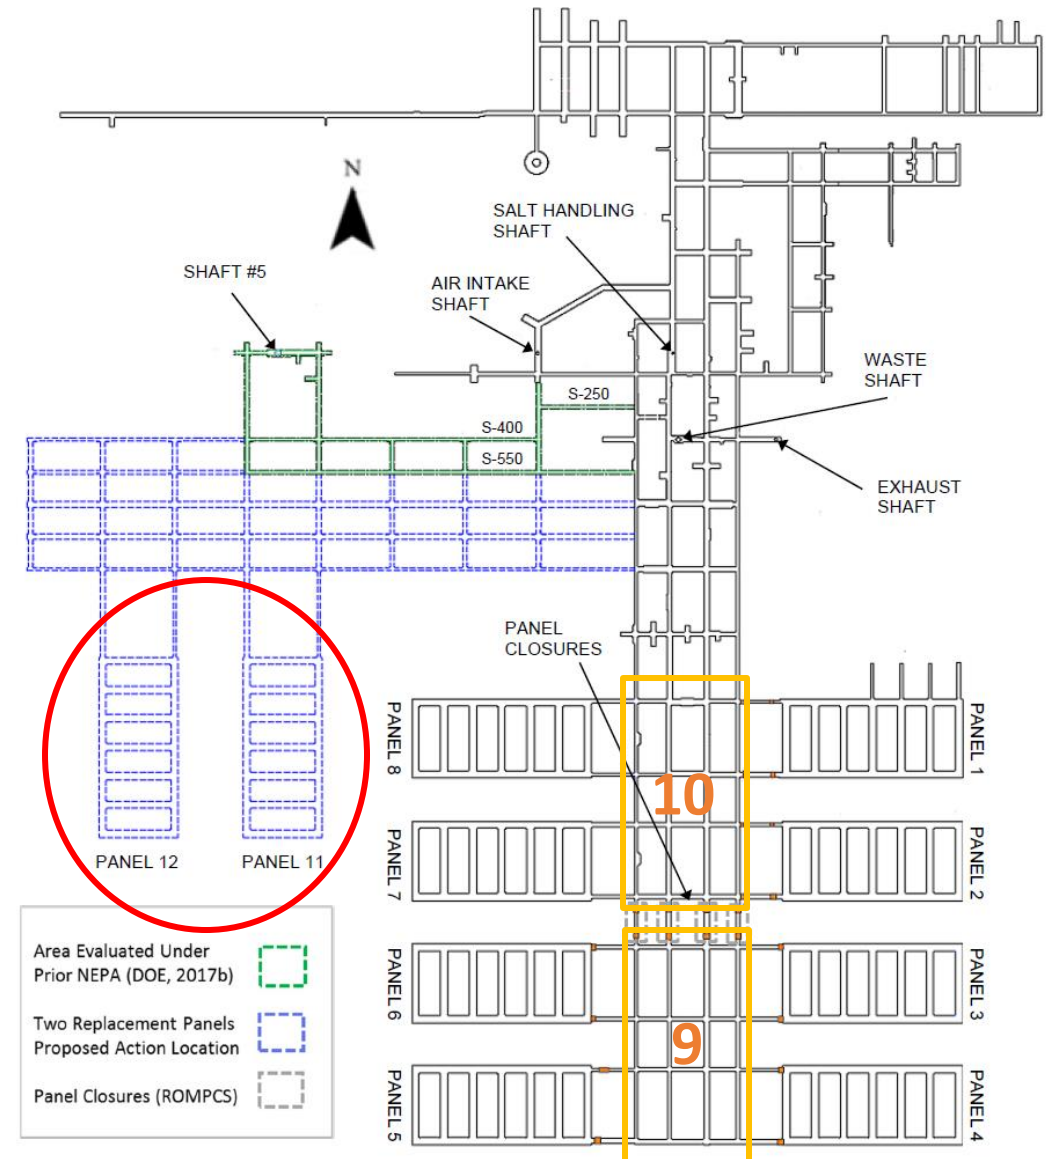 N
SALT HANDLING
SHAFT
SHAFT #5
AIR INTAKE
SHAFT
WASTE
SHAFT
S-250
S-400
S-550
EXHAUST
SHAFT
PANEL
CLOSURES
PANEL 8
PANEL 1
10
PANEL 12
PANEL 11
PANEL 7
PANEL 2
Area Evaluated Under
Prior NEPA (DOE, 2017b)
Two Replacement Panels
Proposed Action Location
Panel Closures (ROMPCS)
PANEL 6
PANEL 3
9
PANEL 5
PANEL 4